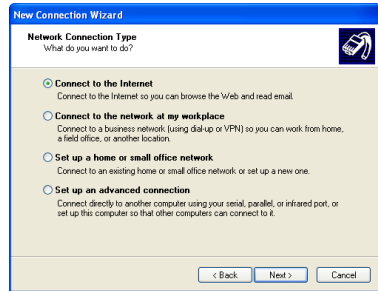 New Connection Wizard
Network Connection Type
What do you want to do?
Connect to the Internet
Connect to the Internet so you can browse the Web and read email.
Connect to the network at my workplace
Connect to a business network (using dial-up or VPN) so you can work from home,
a field office, or another location.
Set up a home or small office network
Connect to an existing home or small office network or set up a new one.
Set up an advanced connection
Connect directly to another computer using your serial, parallel, or infrared port, or
set up this computer so that other computers can connect to it.
< Back Next > Cancel